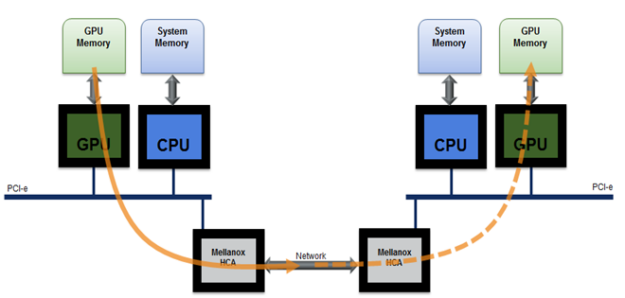 GPU
Memory
System
Memory
System
Memory
GPU
Memory
GPU
CPU
CPU
GPU
PCI-e
PCI-e
Mellanox
HCA
Network
Mellanox
HCA